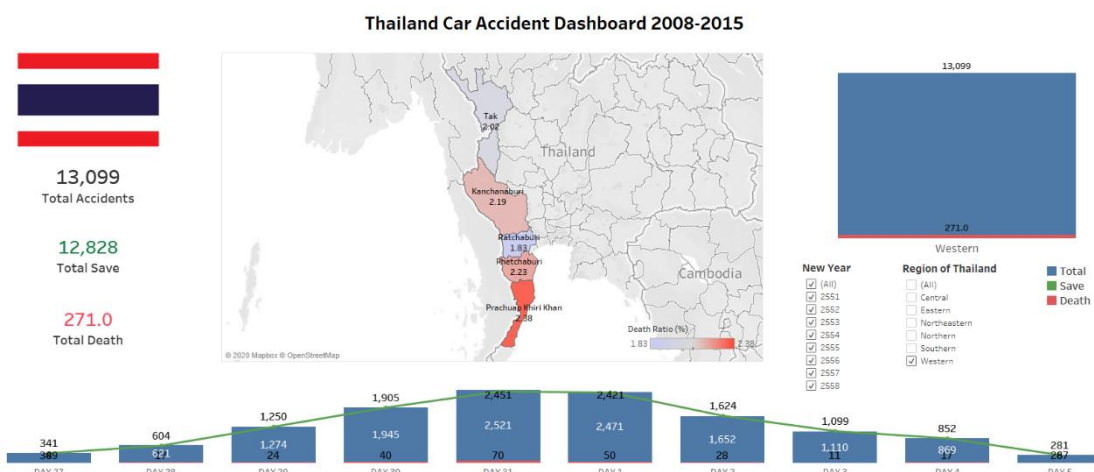 Thailand Car Accident Dashboard 2008-2015
13,099
Total Accidents
12,828
Total Save
271.0
Total Death
Tak
2.02
Thailand
Kanchanaburi
2.19
Ratchaburi
1.83
Phetchaburi
2.23
Cambodia
Prachuap Khiri Khan
2.38
Death Ratio (%)
1.83 2.38
© 2020 Mapbox © OpenStreetMap
13,099
271.0
Western
New Year
(All)
2551
2552
2553
2554
2555
2556
2557
2558
Region of Thailand
(All)
Central
Eastern
Northeastern
Northern
Southern
Western
Total
Save
Death
341 604 1,250 1,905 2,451 2,421 1,624 1,099 852 281
621 1,274 1,945 2,521 2,471 1,652 1,110 869 287
24 40 70 50 28 11 17